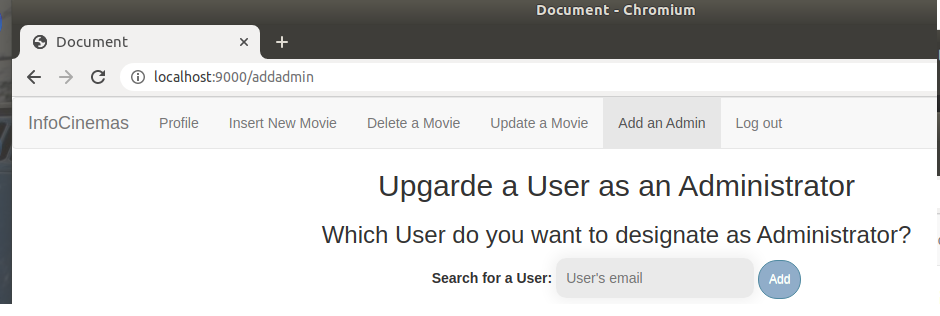 Document - Chromium
Document
localhost:9000/addadmin
InfoCinemas Profile Insert New Movie Delete a Movie Update a Movie Add an Admin Log out
Upgarde a User as an Administrator
Which User do you want to designate as Administrator?
Search for a User: User's email Add